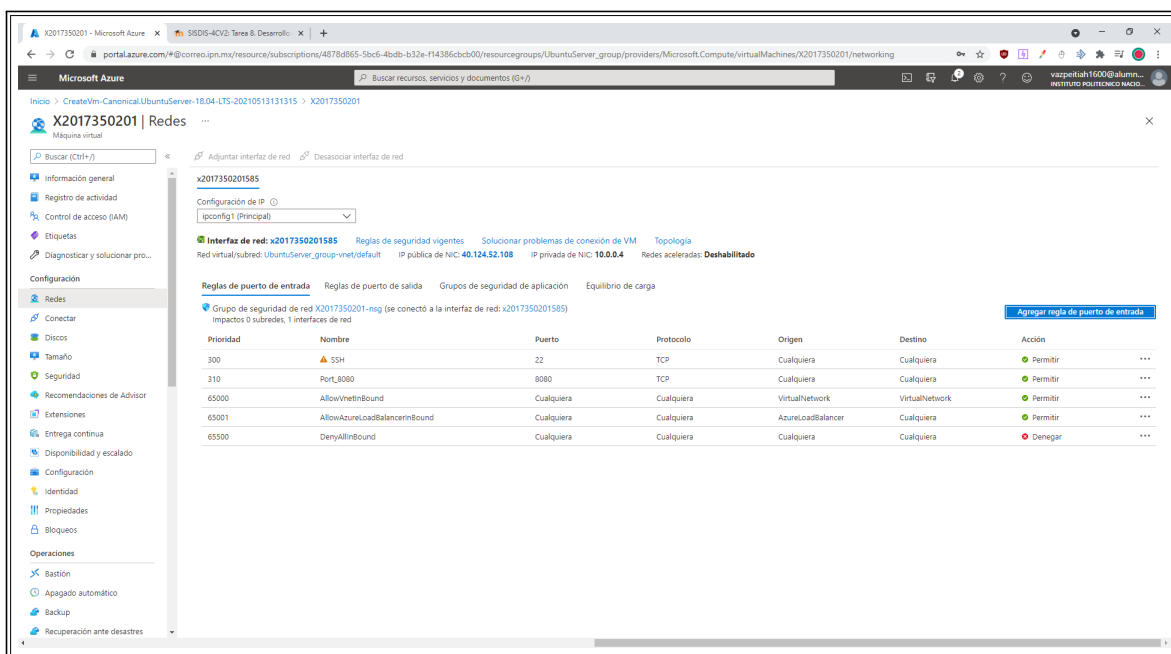 X2017350201 - Microsoft Azure
SISDIS-4CV2: Tarea 8. Desarrollo
portal.azure.com/#@correo.ipn.mx/resource/subscriptions/4878d865-5bc6-4bdb-b32e-f14386cbcb00/resourcegroups/UbuntuServer_group/providers/Microsoft.Compute/virtualMachines/X2017350201/networking
Microsoft Azure
Buscar recursos, servicios y documentos (G+/)
2
vazpeitiah1600@alumn...
INSTITUTO POLITECNICO NACIO...
Inicio > CreateVm-Canonical.UbuntuServer-18.04-LTS-20210513131315 > X2017350201
X2017350201 | Redes ...
Máquina virtual
Buscar (Ctrl+/)
«
Adjuntar interfaz de red Desasociar interfaz de red
Información general
Registro de actividad
Control de acceso (IAM)
Etiquetas
Diagnosticar y solucionar pro...
Configuración
Redes
Conectar
Discos
Tamaño
Seguridad
Recomendaciones de Advisor
Extensiones
Entrega continua
Disponibilidad y escalado
Configuración
Identidad
Propiedades
Bloqueos
Operaciones
Bastión
Apagado automático
Backup
Recuperación ante desastres
x2017350201585
Configuración de IP
ipconfig1 (Principal)
Interfaz de red: x2017350201585 Reglas de seguridad vigentes Solucionar problemas de conexión de VM Topología
Red virtual/subred: UbuntuServer_group-vnet/default IP pública de NIC: 40.124.52.108 IP privada de NIC: 10.0.0.4 Redes aceleradas: Deshabilitado
Reglas de puerto de entrada Reglas de puerto de salida Grupos de seguridad de aplicación Equilibrio de carga
Grupo de seguridad de red X2017350201-nsg (se conectó a la interfaz de red: x2017350201585)
Impactos 0 subredes, 1 interfaces de red
Agregar regla de puerto de entrada
Prioridad Nombre Puerto Protocolo Origen Destino Acción
300 SSH 22 TCP Cualquiera Cualquiera Permitir ...
310 Port_8080 8080 TCP Cualquiera Cualquiera Permitir ...
65000 AllowVnetInBound Cualquiera Cualquiera VirtualNetwork VirtualNetwork Permitir ...
65001 AllowAzureLoadBalancerInBound Cualquiera Cualquiera AzureLoadBalancer Cualquiera Permitir ...
65500 DenyAllInBound Cualquiera Cualquiera Cualquiera Cualquiera Denegar ...